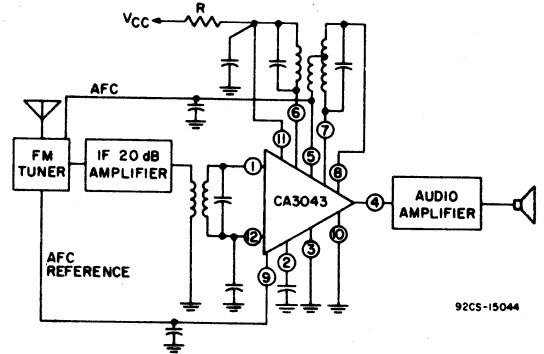 VCC
R
AFC
6
7
11
5
8
FM
TUNER
IF 20 dB
AMPLIFIER
1
CA3043
4
AUDIO
AMPLIFIER
12
10
9
2
3
AFC
REFERENCE
92CS-15044